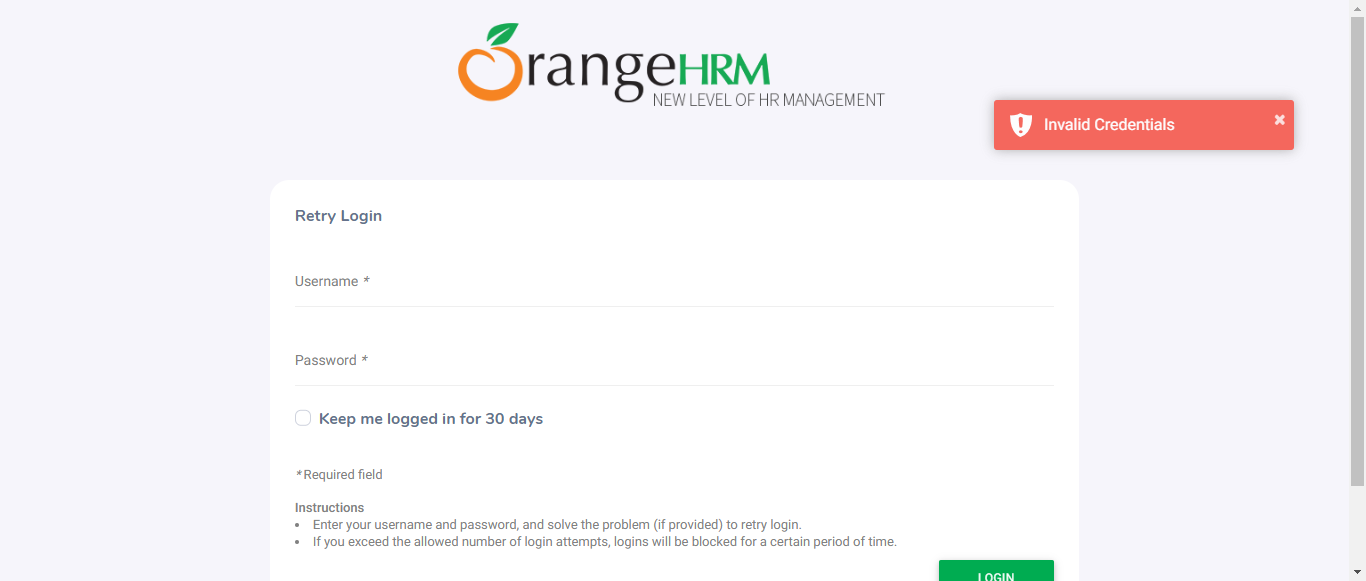 OrangeHRM
NEW LEVEL OF HR MANAGEMENT
Invalid Credentials
Retry Login
Username *
Password *
Keep me logged in for 30 days
* Required field
Instructions
• Enter your username and password, and solve the problem (if provided) to retry login.
• If you exceed the allowed number of login attempts, logins will be blocked for a certain period of time.
LOGIN